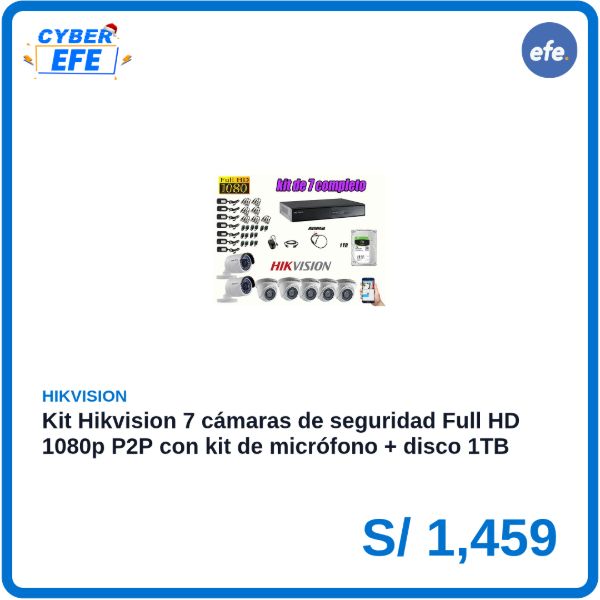 CYBER
EFE
efe.
Full HD
1080
kit de 7 completo
1TB
HIKVISION
HIKVISION
Kit Hikvision 7 cámaras de seguridad Full HD
1080p P2P con kit de micrófono + disco 1TB
S/ 1,459